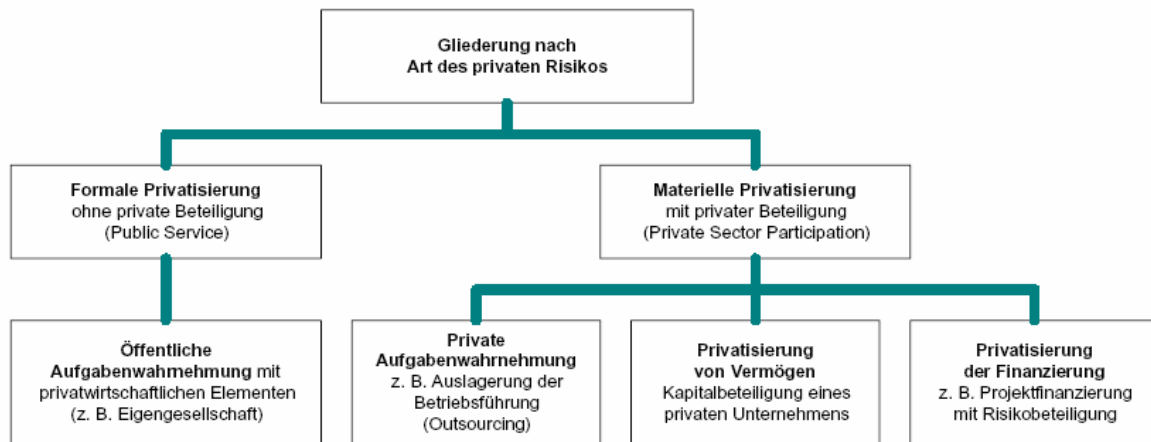 Gliederung nach
Art des privaten Risikos
Formale Privatisierung
ohne private Beteiligung
(Public Service)
Materielle Privatisierung
mit privater Beteiligung
(Private Sector Participation)
Öffentliche
Aufgabenwahrnehmung mit
privatwirtschaftlichen Elementen
(z. B. Eigengesellschaft)
Private
Aufgabenwahrnehmung
z. B. Auslagerung der
Betriebsführung
(Outsourcing)
Privatisierung
von Vermögen
Kapitalbeteiligung eines
privaten Unternehmens
Privatisierung
der Finanzierung
z. B. Projektfinanzierung
mit Risikobeteiligung